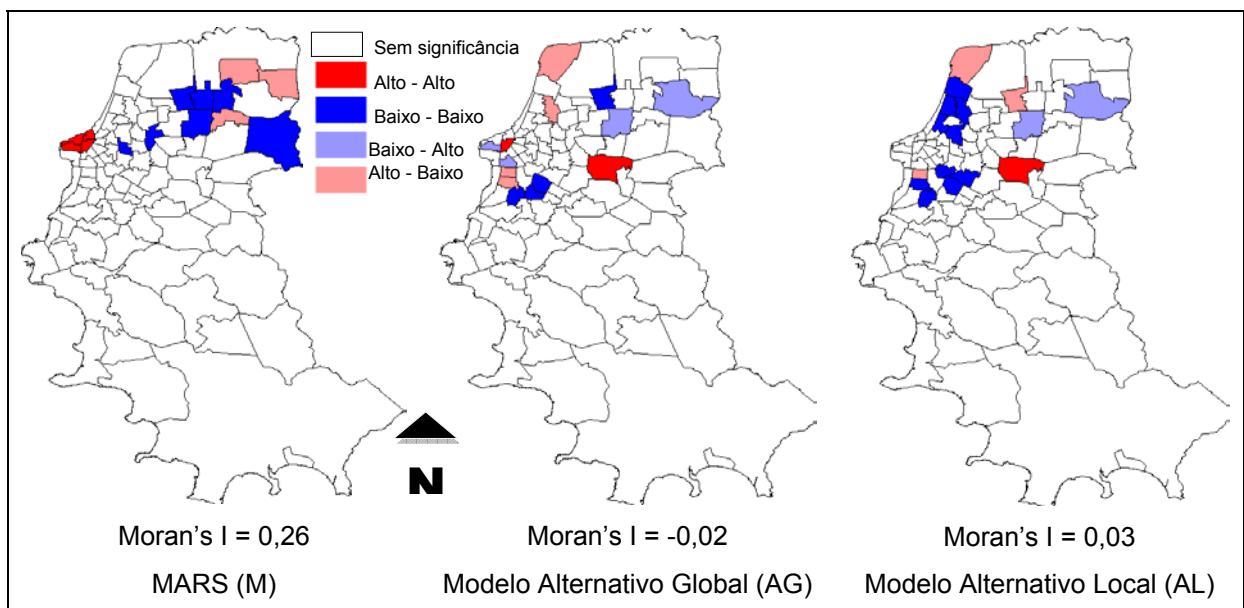 Sem significância
Alto - Alto
Baixo - Baixo
Baixo - Alto
Alto - Baixo
N
Moran’s I = 0,26
Moran’s I = -0,02
Moran’s I = 0,03
MARS (M)
Modelo Alternativo Global (AG)
Modelo Alternativo Local (AL)